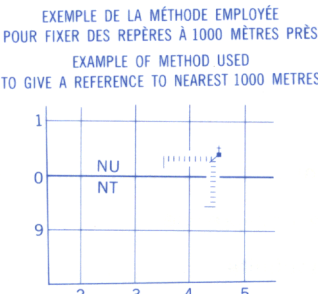 EXEMPLE DE LA MÉTHODE EMPLOYÉE
POUR FIXER DES REPÈRES À 1000 MÈTRES PRÈS
EXAMPLE OF METHOD USED
TO GIVE A REFERENCE TO NEAREST 1000 METRES
1
NU
0
NT
9
2 3 4 5